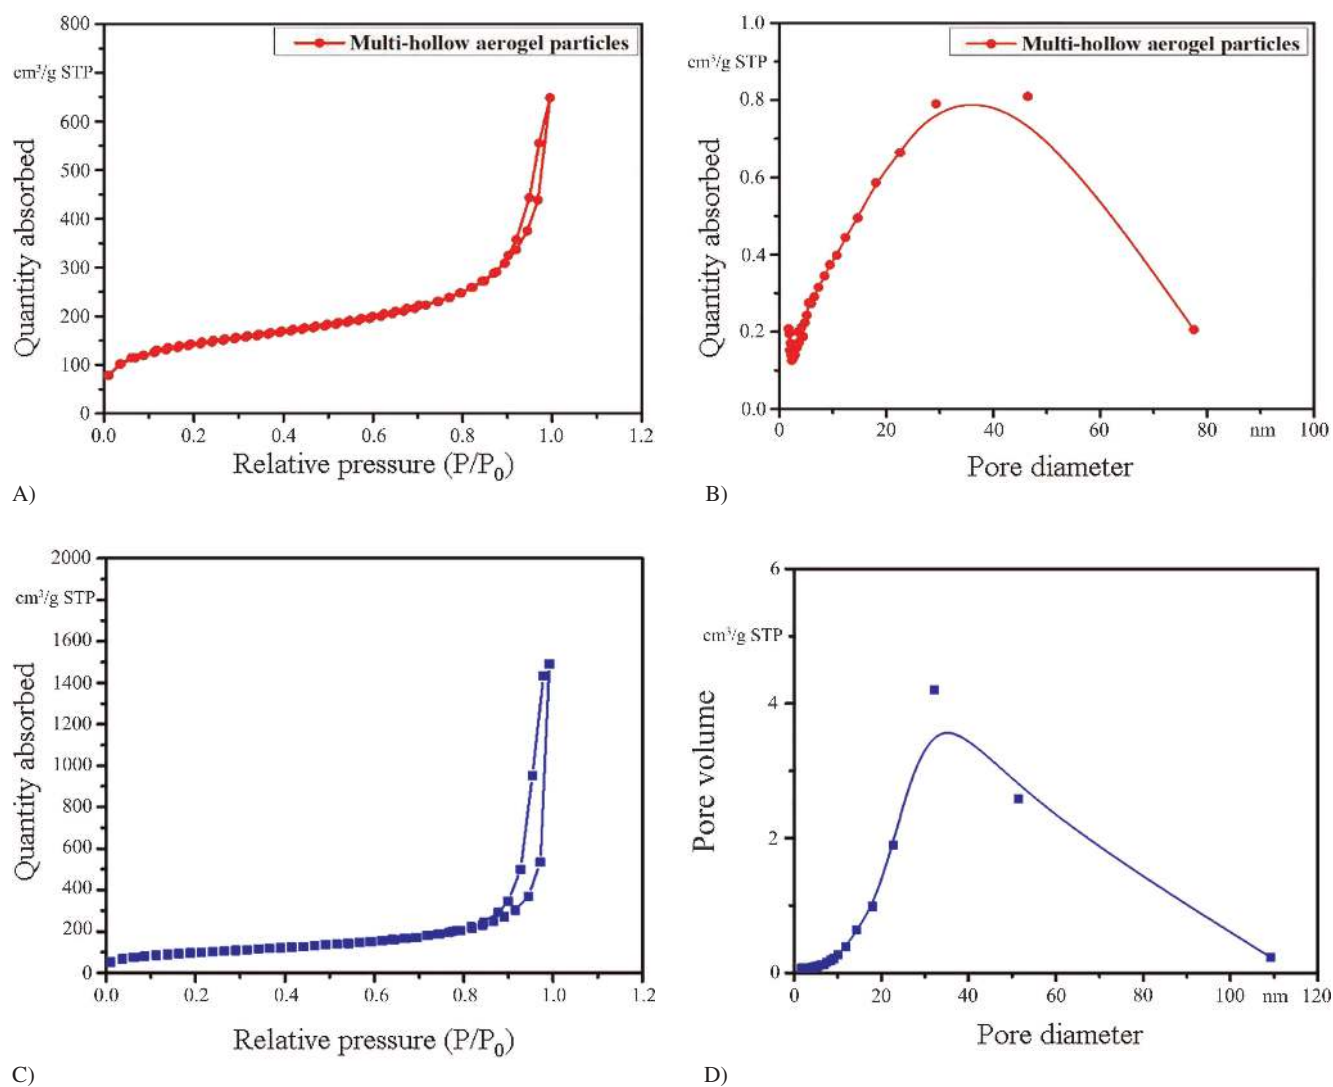 800
Multi-hollow aerogel particles
cm³/g STP
600
500
400
300
200
100
0
0.0 0.2 0.4 0.6 0.8 1.0 1.2
Quantity absorbed
Relative pressure (P/P₀)
A)
1.0
Multi-hollow aerogel particles
cm³/g STP
0.8
0.6
0.4
0.2
0.0
0 20 40 60 80 nm 100
Quantity absorbed
Pore diameter
B)
2000
cm³/g STP
1600
1400
1200
1000
800
600
400
200
0
0.0 0.2 0.4 0.6 0.8 1.0 1.2
Quantity absorbed
Relative pressure (P/P₀)
C)
6
cm³/g STP
4
2
0
0 20 40 60 80 100 nm 120
Pore volume
Pore diameter
D)